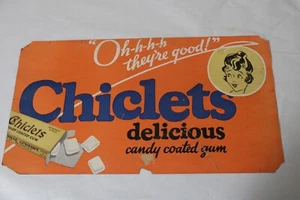 "Oh-h-h-h
they're good!"
Chiclets
delicious
candy coated gum
Chiclets